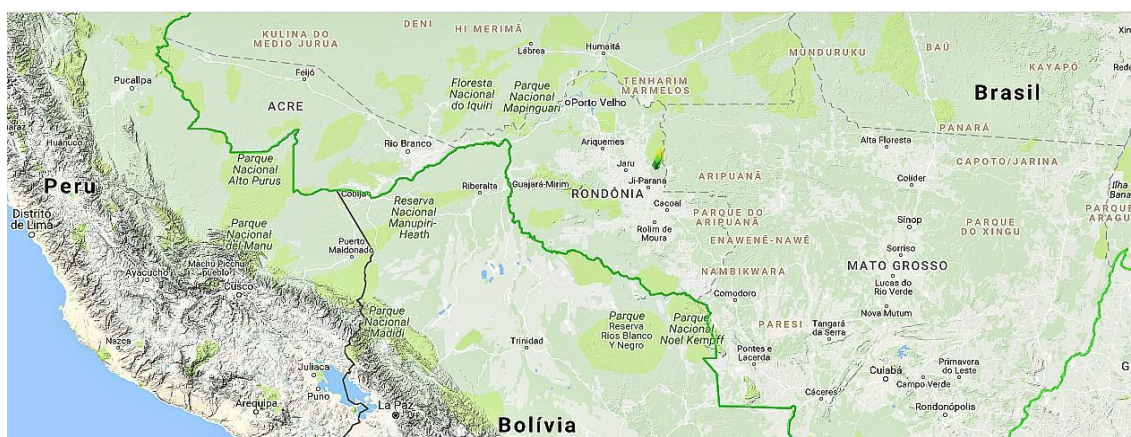 DENI
HI MERIMÃ
KULINA DO
MEDIO JURUA
Lábrea
Humaitá
MUNDURUKU
BAÚ
KAYAPÓ
Pucallpa
Feijó
Floresta
Nacional
do Iquiri
Parque
Nacional
Mapinguari
TENHARIM
MARMELOS
Brasil
ACRE
Porto Velho
PANARÁ
Huánuco
Rio Branco
Ariquemes
Alta Floresta
Parque
Nacional
Alto Purus
Jaru
CAPOTO/JARINA
Peru
Cobija
Riberalta
Guajará-Mirim
Ji-Paraná
RONDÔNIA
ARIPUANÃ
Colíder
Ilha
Distrito
de Lima
Reserva
Nacional
Manupiri-
Heath
Cacoal
Rolim
de Moura
PARQUE DO
ARIPUANÃ
Sinop
PARQUE
DO XINGU
Parque
Nacional
del Manu
Puerto
Maldonado
ENAWENÊ-NAWÊ
Sorriso
MATO GROSSO
Machu Picchu
pueblo
Ayacucho
Cusco
NAMBIKWARA
Lucas do
Rio Verde
Comodoro
Nova Mutum
Parque
Nacional
Madidi
Parque
Reserva
Rios Blanco
Y Negro
Parque
Nacional
Noel Kempff
PARESI
Tangará
da Serra
Nazca
Trinidad
Pontes e
Lacerda
Cuiabá
Primavera
do Leste
Campo Verde
Juliaca
Puno
Cáceres
Arequipa
La Paz
Bolívia
Rondonópolis